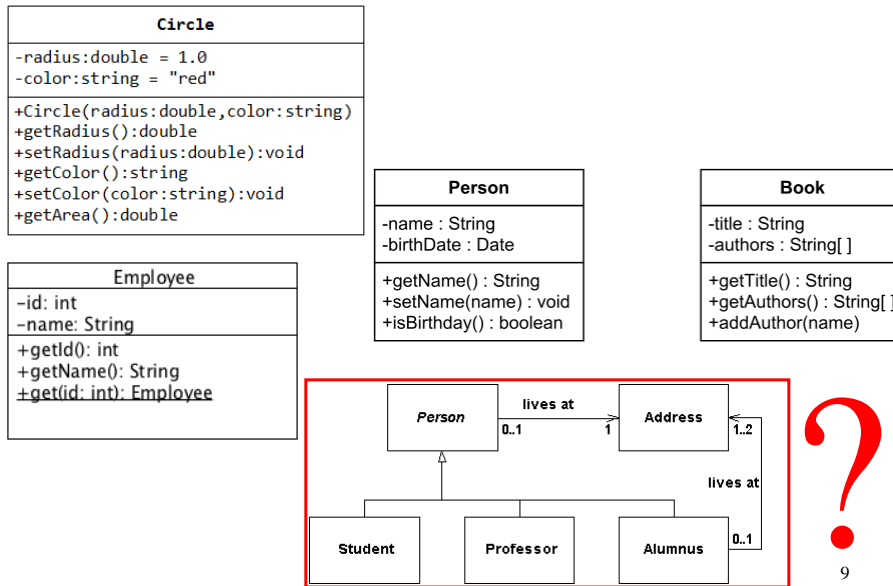 Circle
-radius:double = 1.0
-color:string = "red"
+Circle(radius:double,color:string)
+getRadius():double
+setRadius(radius:double):void
+getColor():string
+setColor(color:string):void
+getArea():double
Person
-name : String
-birthDate : Date
+getName() : String
+setName(name) : void
+isBirthday() : boolean
Book
-title : String
-authors : String[ ]
+getTitle() : String
+getAuthors() : String[ ]
+addAuthor(name)
Employee
-id: int
-name: String
+getId(): int
+getName(): String
+get(id: int): Employee
Person
lives at
0..1
1
Address
1..2
lives at
0..1
Student
Professor
Alumnus
?
9